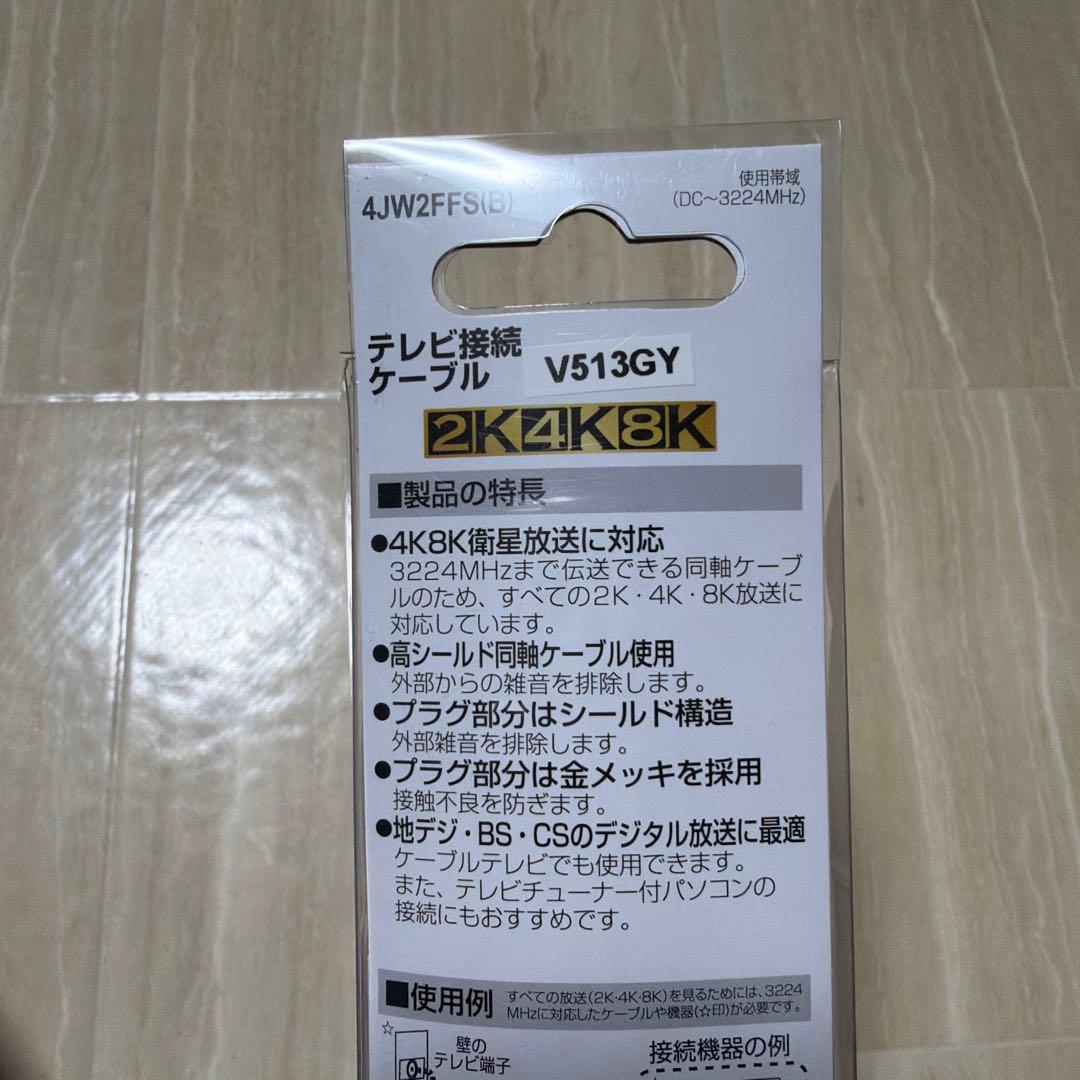 4JW2FFS(B)
使用帯域
(DC～3224MHz)
テレビ接続
ケーブル
V513GY
2K4K8K
■製品の特長
●4K8K衛星放送に対応
3224MHzまで伝送できる同軸ケーブ
ルのため、すべての2K・4K・8K放送に
対応しています。
●高シールド同軸ケーブル使用
外部からの雑音を排除します。
●プラグ部分はシールド構造
外部雑音を排除します。
●プラグ部分は金メッキを採用
接触不良を防ぎます。
●地デジ・BS・CSのデジタル放送に最適
ケーブルテレビでも使用できます。
また、テレビチューナー付パソコンの
接続にもおすすめです。
■使用例
すべての放送(2K・4K・8K)を見るためには、3224
MHzに対応したケーブルや機器(☆印)が必要です。
☆
壁の
テレビ端子
接続機器の例